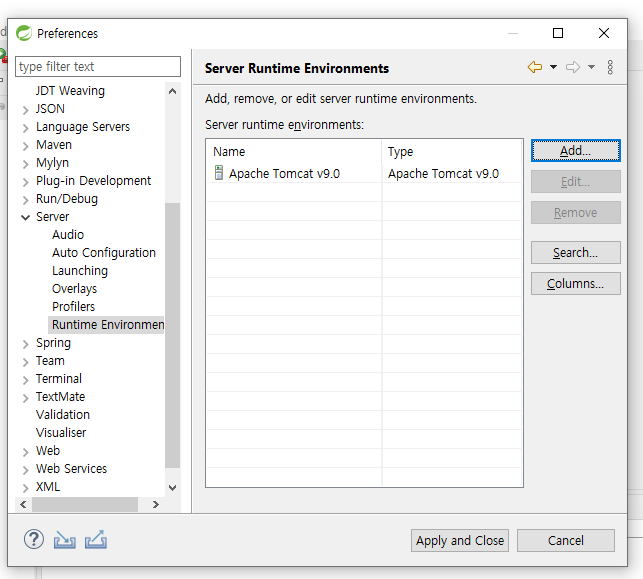 Preferences
type filter text
JDT Weaving
JSON
Language Servers
Maven
Mylyn
Plug-in Development
Run/Debug
Server
Audio
Auto Configuration
Launching
Overlays
Profilers
Runtime Environmen
Spring
Team
Terminal
TextMate
Validation
Visualiser
Web
Web Services
XML
Server Runtime Environments
Add, remove, or edit server runtime environments.
Server runtime environments:
Name Type
Apache Tomcat v9.0 Apache Tomcat v9.0
Add...
Edit...
Remove
Search...
Columns...
?
Apply and Close Cancel